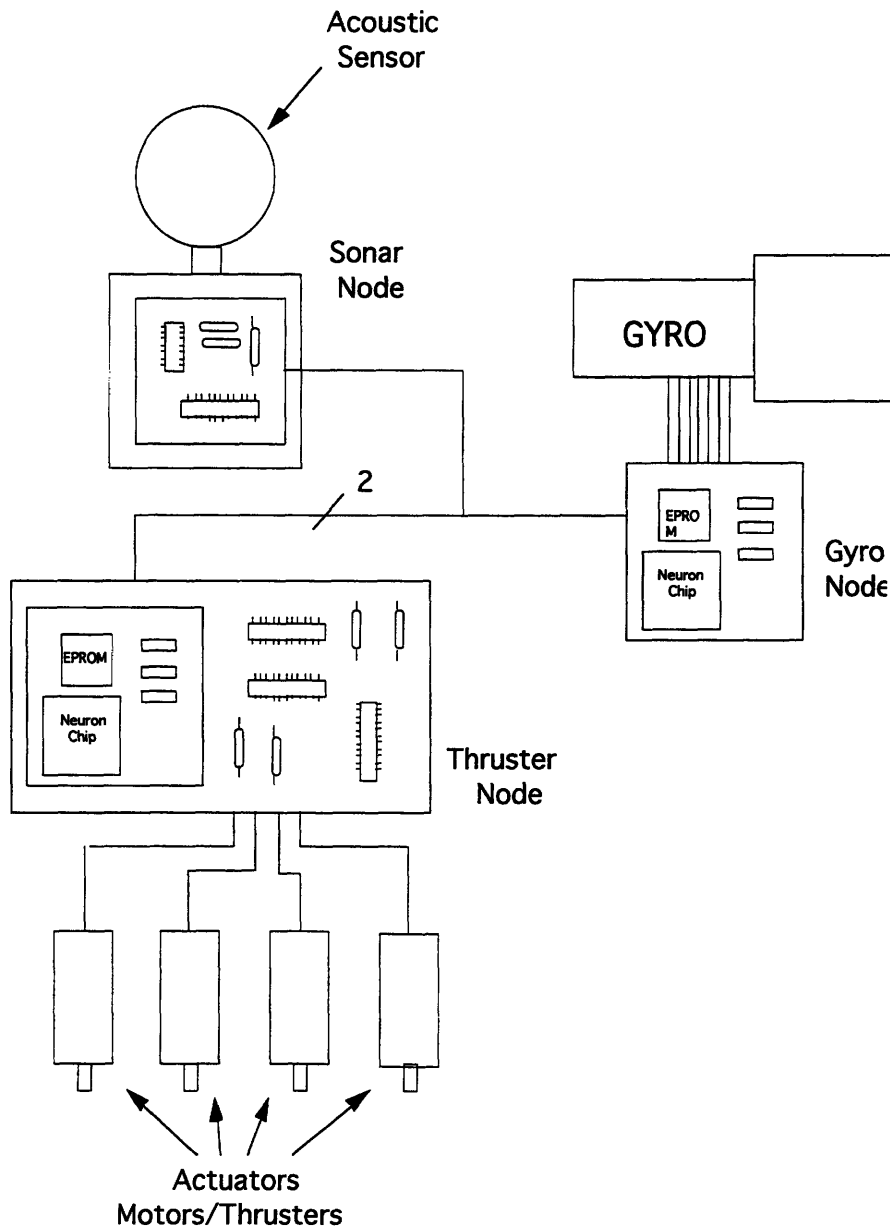 Acoustic
Sensor
Sonar
Node
GYRO
2
EPRO
M
Neuron
Chip
Gyro
Node
EPROM
Neuron
Chip
Thruster
Node
Actuators
Motors/Thrusters